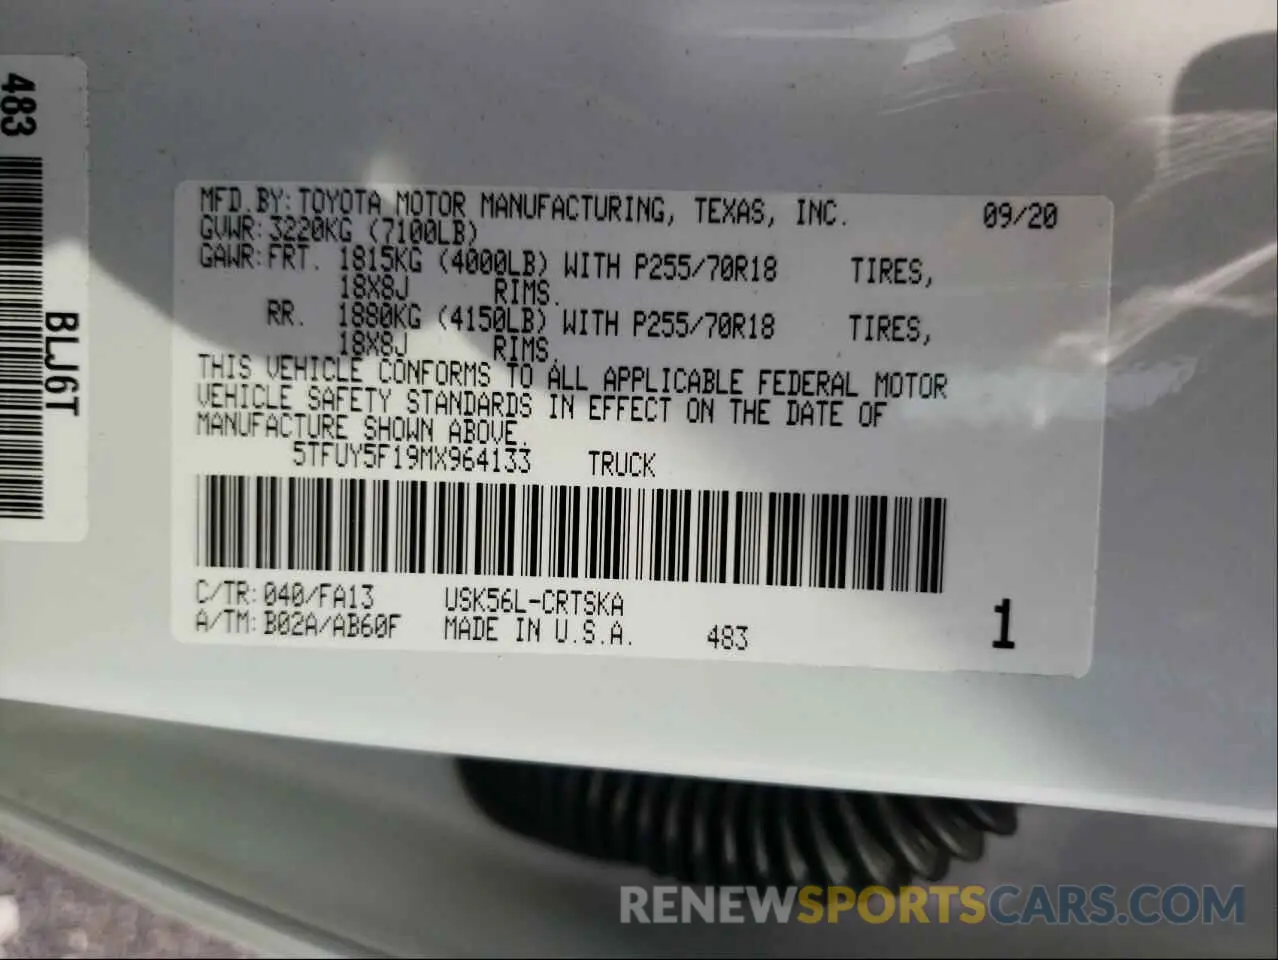 483
BLJ6T
MFD. BY: TOYOTA MOTOR MANUFACTURING, TEXAS, INC. 09/20
GVWR: 3220KG (7100LB)
GAWR: FRT. 1815KG (4000LB) WITH P255/70R18 TIRES,
18X8J RIMS.
RR. 1880KG (4150LB) WITH P255/70R18 TIRES,
18X8J RIMS.
THIS VEHICLE CONFORMS TO ALL APPLICABLE FEDERAL MOTOR
VEHICLE SAFETY STANDARDS IN EFFECT ON THE DATE OF
MANUFACTURE SHOWN ABOVE.
5TFUY5F19MX964133 TRUCK
C/TR: 040/FA13 USK56L-CRTSKA
A/TM: B02A/AB60F MADE IN U.S.A. 483 1
RENEWSPORTSCARS.COM